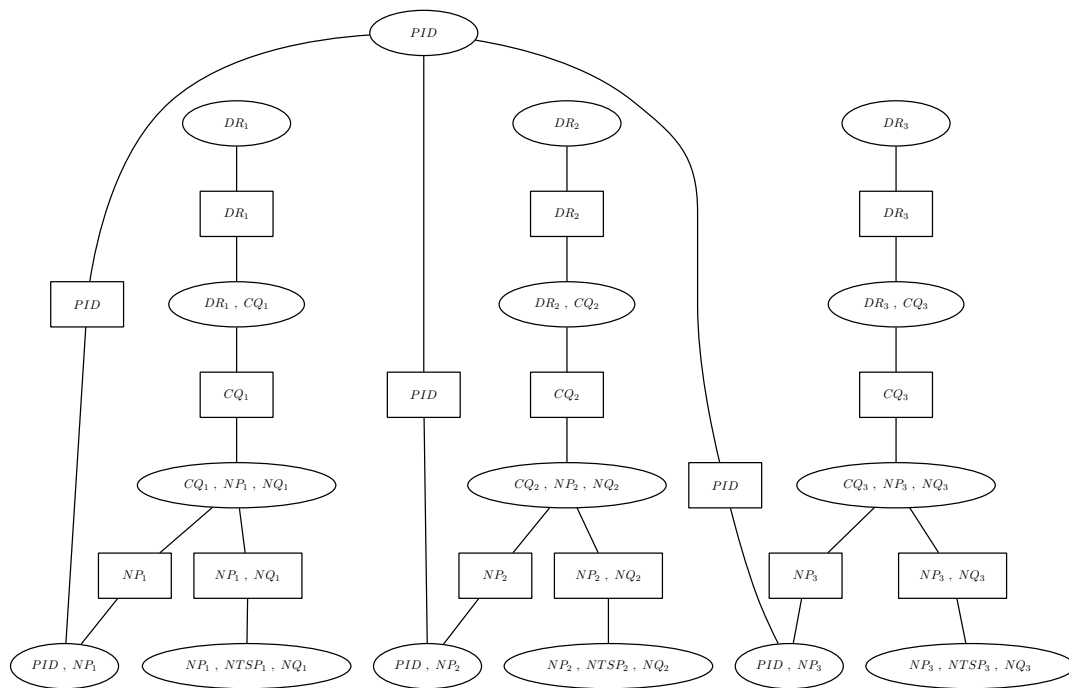 PID
DR₁ DR₂ DR₃
DR₁ DR₂ DR₃
PID DR₁ , CQ₁ DR₂ , CQ₂ DR₃ , CQ₃
CQ₁ PID CQ₂ CQ₃
CQ₁ , NP₁ , NQ₁ CQ₂ , NP₂ , NQ₂ PID CQ₃ , NP₃ , NQ₃
NP₁ NP₁ , NQ₁ NP₂ NP₂ , NQ₂ NP₃ NP₃ , NQ₃
PID , NP₁ NP₁ , NTSP₁ , NQ₁ PID , NP₂ NP₂ , NTSP₂ , NQ₂ PID , NP₃ NP₃ , NTSP₃ , NQ₃